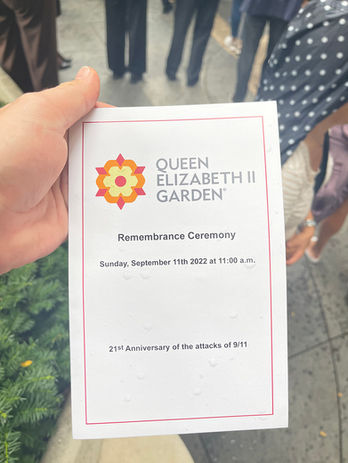 QUEEN
ELIZABETH II
GARDEN®
Remembrance Ceremony
Sunday, September 11th 2022 at 11:00 a.m.
21st Anniversary of the attacks of 9/11